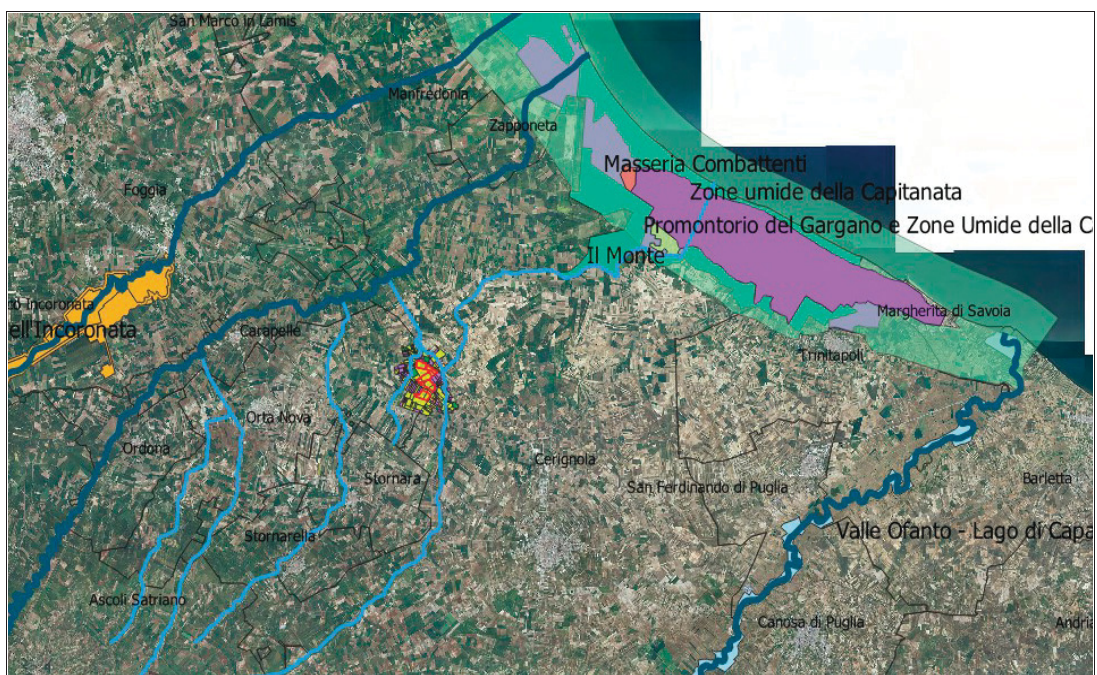 San Marco in Lamis
Manfredonia
Zapponeta
Masseria Combattenti
Foggia
Zone umide della Capitanata
Promontorio del Gargano e Zone Umide della C
Il Monte
Incoronata
ell'Incoronata
Margherita di Savoia
Carapelle
Trinitapoli
Orta Nova
Ordona
Cerignola
Stornara
Barletta
San Ferdinando di Puglia
Valle Ofanto - Lago di Capa
Stornarella
Ascoli Satriano
Canosa di Puglia
Andria